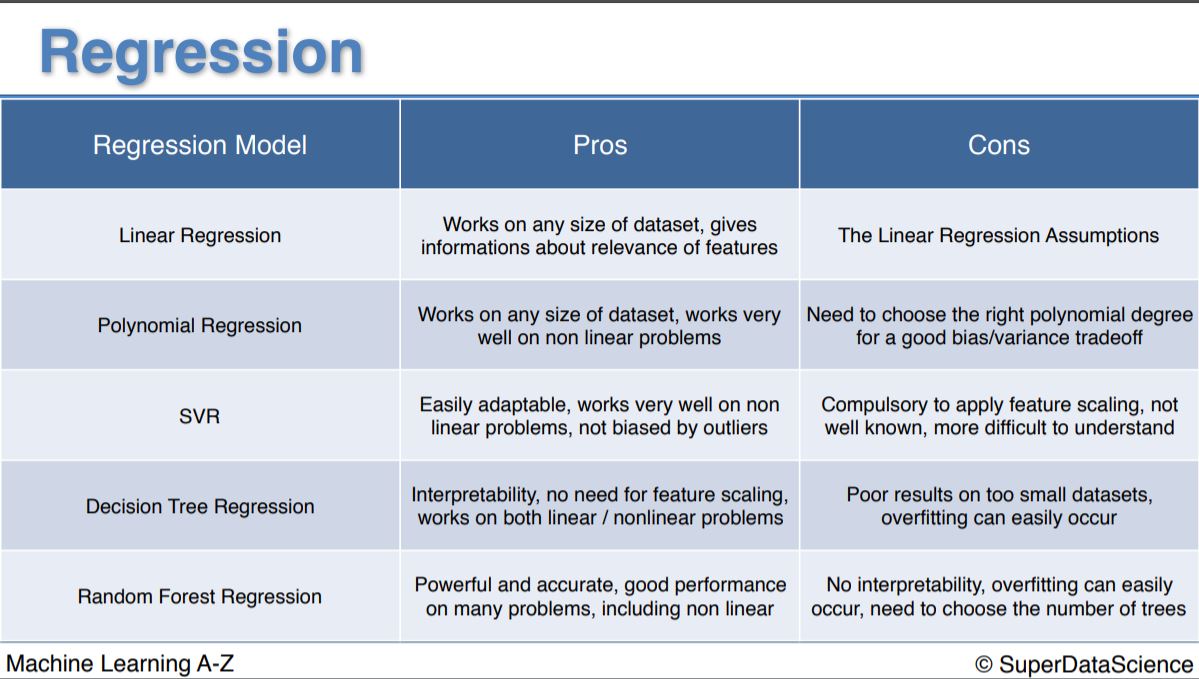 Regression
Regression Model
Pros
Cons
Linear Regression
Works on any size of dataset, gives
informations about relevance of features
The Linear Regression Assumptions
Polynomial Regression
Works on any size of dataset, works very
well on non linear problems
Need to choose the right polynomial degree
for a good bias/variance tradeoff
SVR
Easily adaptable, works very well on non
linear problems, not biased by outliers
Compulsory to apply feature scaling, not
well known, more difficult to understand
Decision Tree Regression
Interpretability, no need for feature scaling,
works on both linear / nonlinear problems
Poor results on too small datasets,
overfitting can easily occur
Random Forest Regression
Powerful and accurate, good performance
on many problems, including non linear
No interpretability, overfitting can easily
occur, need to choose the number of trees
Machine Learning A-Z
© SuperDataScience